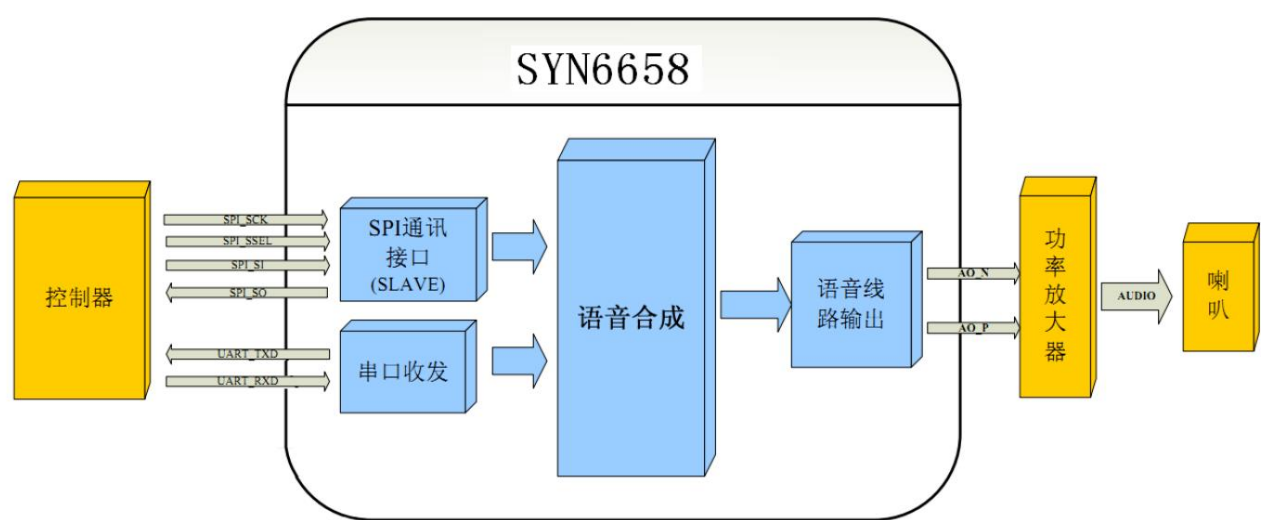 SYN6658
控制器
SPI_SCK
SPI_SSEL
SPI_SI
SPI_SO
UART_TXD
UART_RXD
SPI通讯
接口
(SLAVE)
串口收发
语音合成
语音线
路输出
AO_N
AO_P
功
率
放
大
器
AUDIO
喇
叭